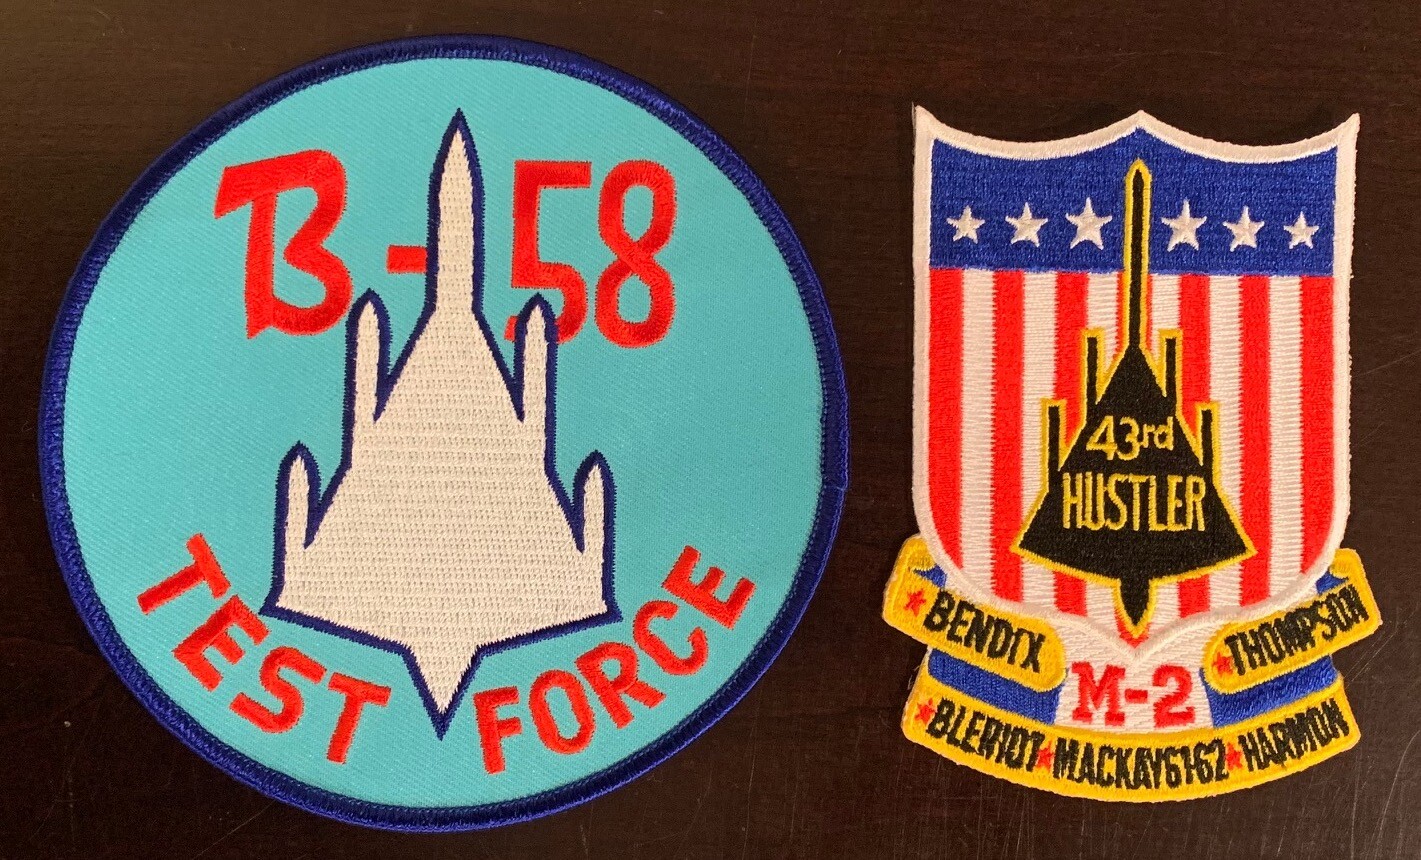 B-58
TEST FORCE
43rd
HUSTLER
BENDIX
THOMPSON
M-2
BLERIOT★MACKAY61-62★HARMON